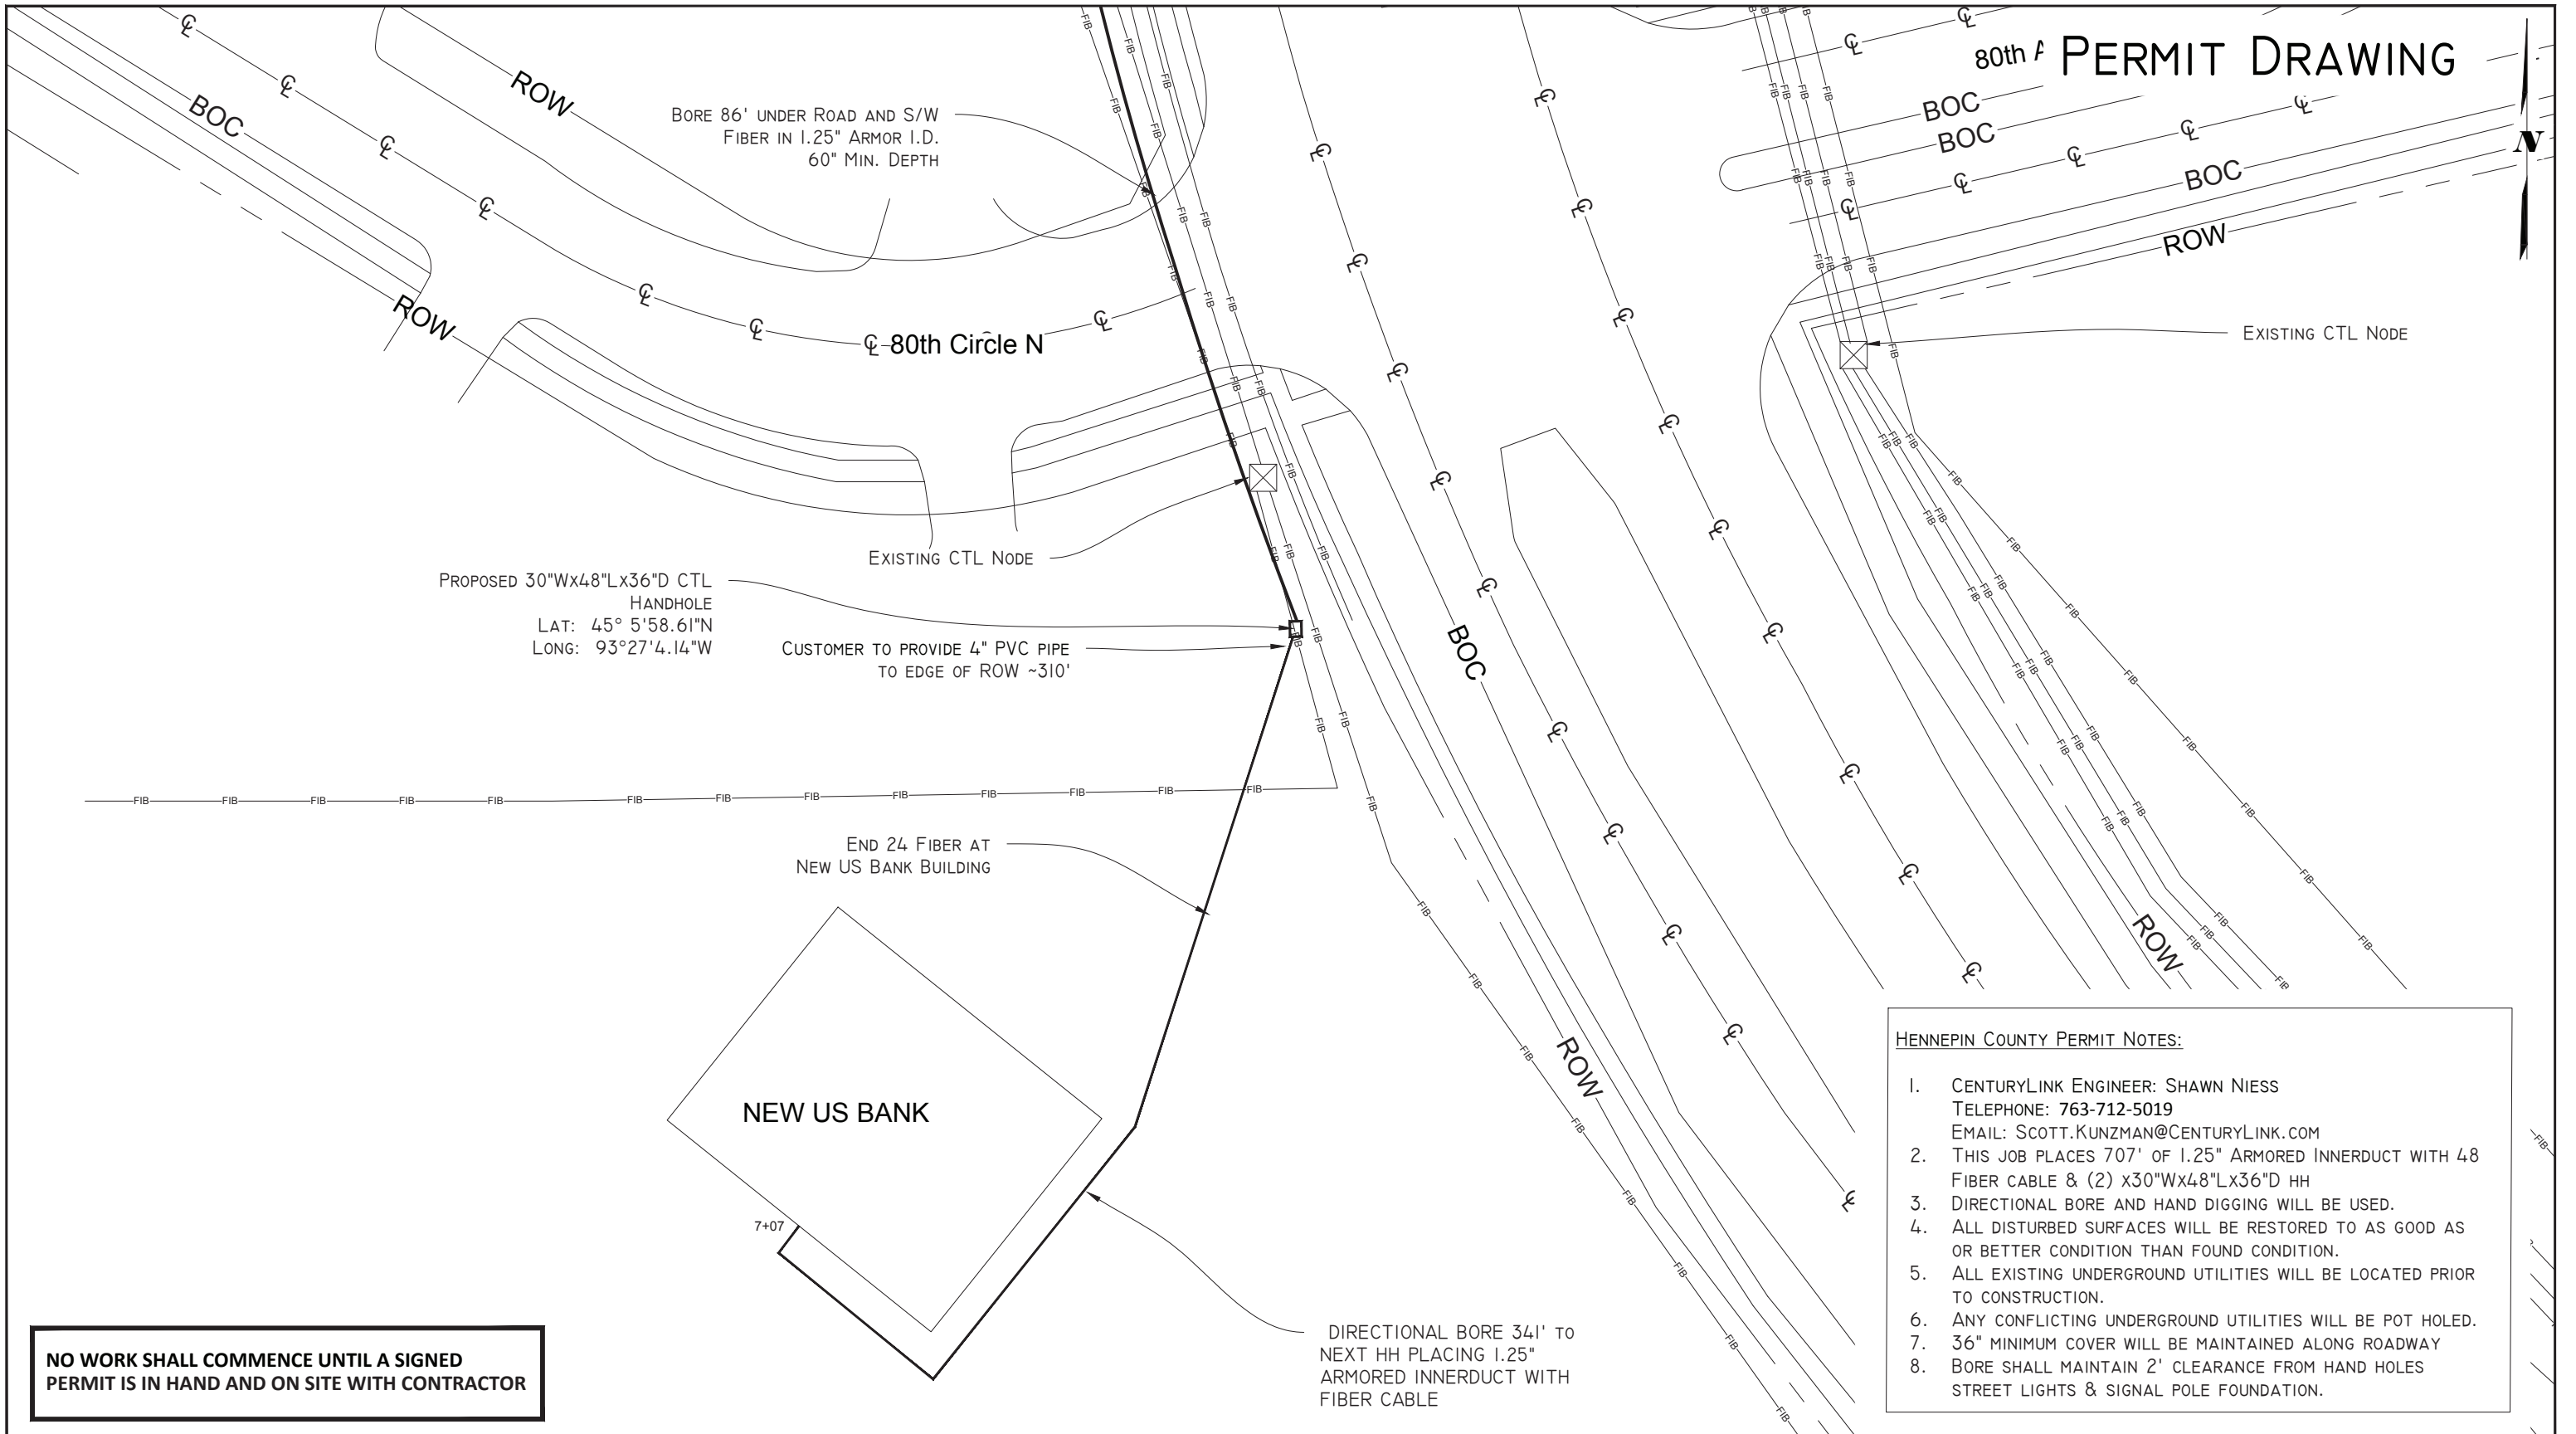 PERMIT DRAWING
80th A
N
BOC
ROW
BORE 86' UNDER ROAD AND S/W
FIBER IN 1.25" ARMOR I.D.
60" MIN. DEPTH
BOC
BOC
BOC
ROW
ROW
80th Circle N
EXISTING CTL NODE
EXISTING CTL NODE
PROPOSED 30"WX48"LX36"D CTL
HANDHOLE
LAT: 45° 5'58.61"N
LONG: 93°27'4.14"W
CUSTOMER TO PROVIDE 4" PVC PIPE
TO EDGE OF ROW ~310'
BOC
END 24 FIBER AT
NEW US BANK BUILDING
ROW
ROW
NEW US BANK
7+07
DIRECTIONAL BORE 341' TO
NEXT HH PLACING 1.25"
ARMORED INNERDUCT WITH
FIBER CABLE
HENNEPIN COUNTY PERMIT NOTES:
1. CENTURYLINK ENGINEER: SHAWN NIESS
TELEPHONE: 763-712-5019
EMAIL: SCOTT.KUNZMAN@CENTURYLINK.COM
2. THIS JOB PLACES 707' OF 1.25" ARMORED INNERDUCT WITH 48
FIBER CABLE & (2) X30"WX48"LX36"D HH
3. DIRECTIONAL BORE AND HAND DIGGING WILL BE USED.
4. ALL DISTURBED SURFACES WILL BE RESTORED TO AS GOOD AS
OR BETTER CONDITION THAN FOUND CONDITION.
5. ALL EXISTING UNDERGROUND UTILITIES WILL BE LOCATED PRIOR
TO CONSTRUCTION.
6. ANY CONFLICTING UNDERGROUND UTILITIES WILL BE POT HOLED.
7. 36" MINIMUM COVER WILL BE MAINTAINED ALONG ROADWAY
8. BORE SHALL MAINTAIN 2' CLEARANCE FROM HAND HOLES
STREET LIGHTS & SIGNAL POLE FOUNDATION.
NO WORK SHALL COMMENCE UNTIL A SIGNED
PERMIT IS IN HAND AND ON SITE WITH CONTRACTOR